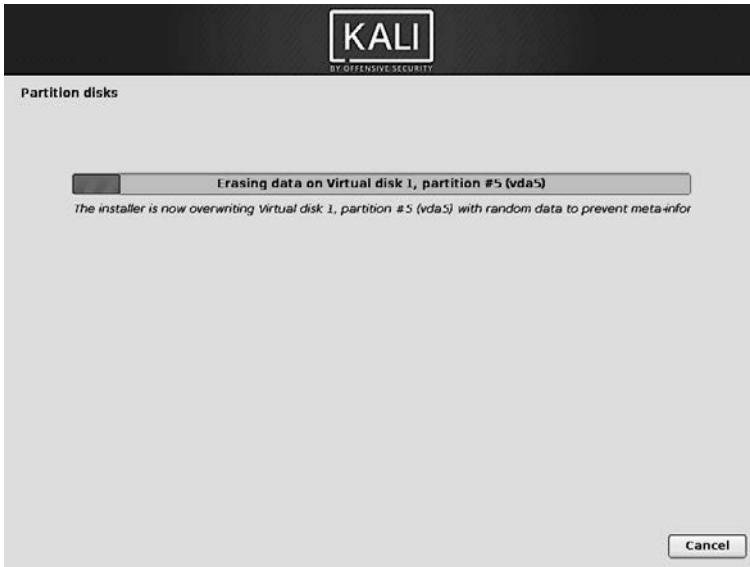 KALI
BY OFFENSIVE SECURITY
Partition disks
Erasing data on Virtual disk 1, partition #5 (vda5)
The installer is now overwriting Virtual disk 1, partition #5 (vda5) with random data to prevent meta-infor
Cancel